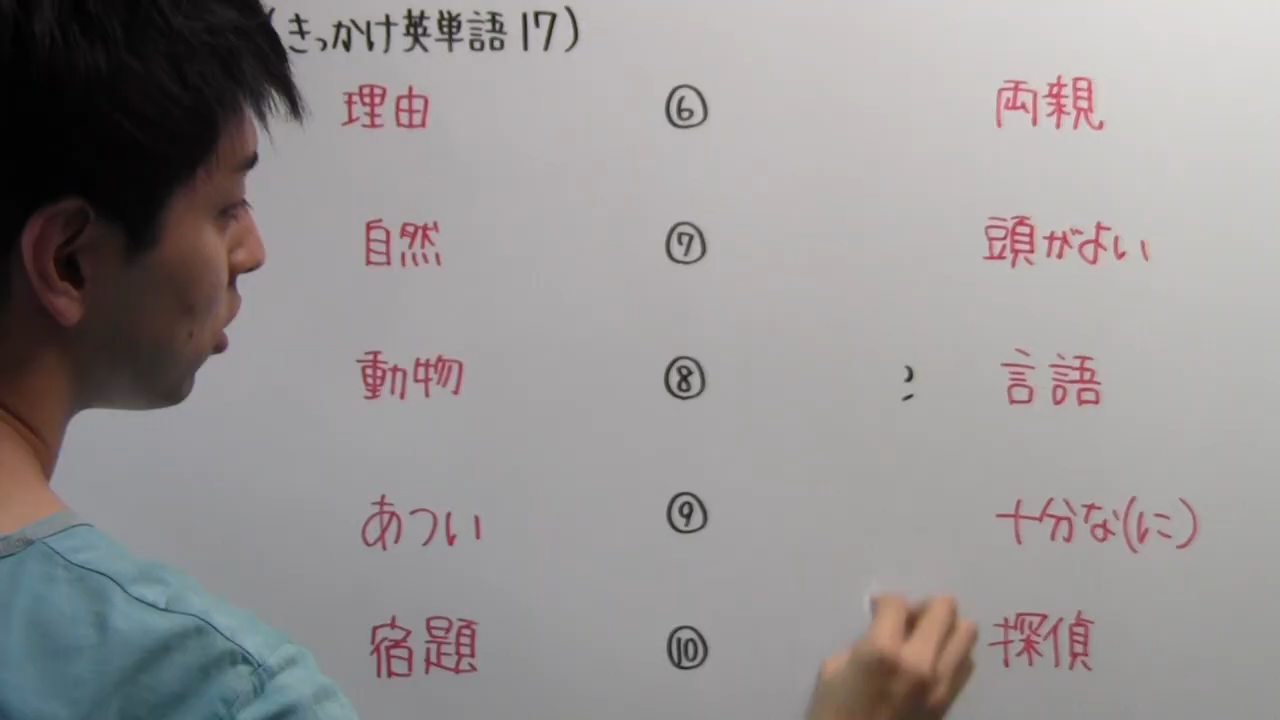 (きっかけ英単語17)
理由 ⑥ 両親
自然 ⑦ 頭がよい
動物 ⑧ : 言語
あつい ⑨ 十分な(に)
宿題 ⑩ 探偵